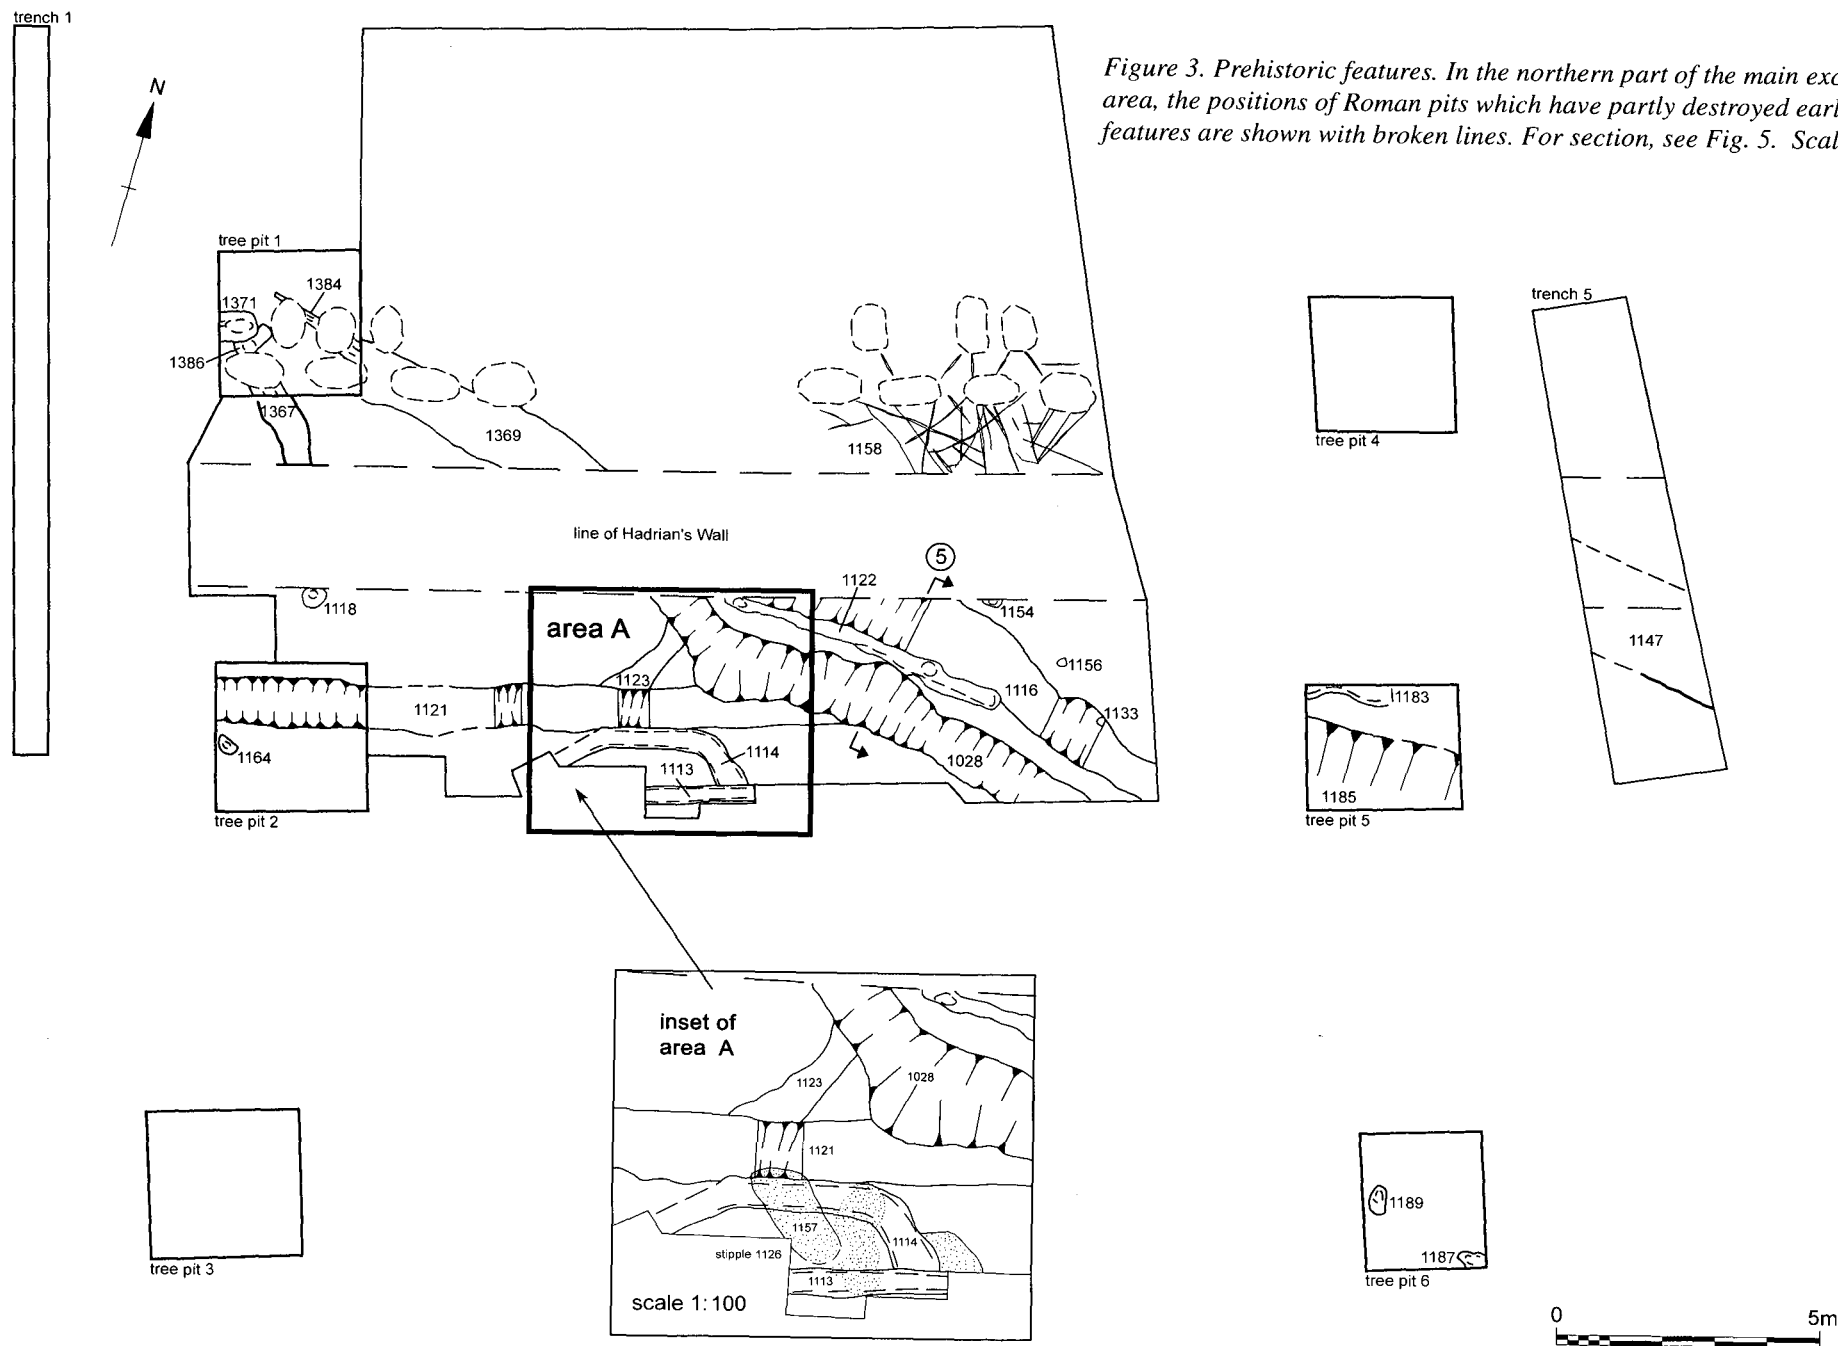 trench 1
N
Figure 3. Prehistoric features. In the northern part of the main
area, the positions of Roman pits which have partly destroyed
features are shown with broken lines. For section, see Fig. 5.
tree pit 1
1384
1371
1386
1367
1369
1158
trench 5
tree pit 4
line of Hadrian's Wall
5
1122
1118
1154
area A
1156
1147
1123
1116
1183
1121
1133
1164
1114
1113
1028
1185
tree pit 2
tree pit 5
inset of
area A
1123
1028
1121
1157
1114
stipple 1126
1113
scale 1:100
tree pit 3
1189
1187
tree pit 6
0
5m